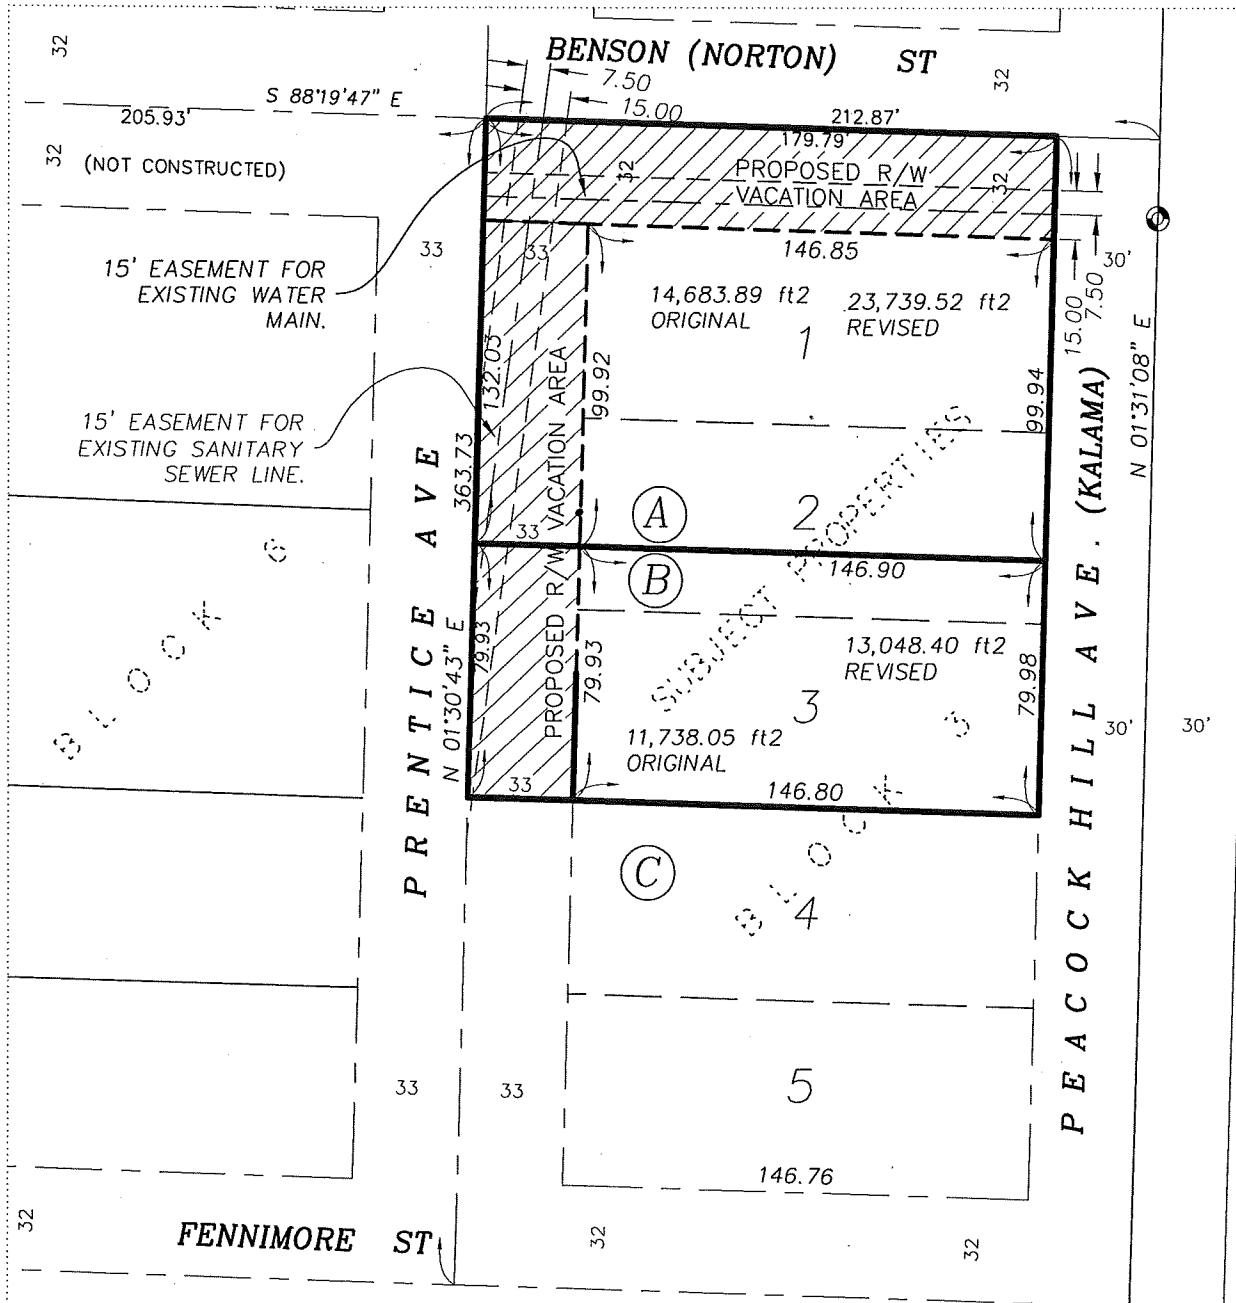 BENSON (NORTON) ST
32
32
7.50
15.00
S 88°19'47" E
205.93'
212.87'
179.79'
32
(NOT CONSTRUCTED)
32
PROPOSED R/W
VACATION AREA
32
33
33
146.85
30'
15' EASEMENT FOR
EXISTING WATER
MAIN.
14,683.89 ft2
ORIGINAL
23,739.52 ft2
REVISED
1
15.00
7.50
N 01°31'08" E
132.03
99.92
99.94
PROPOSED R/W VACATION AREA
15' EASEMENT FOR
EXISTING SANITARY
SEWER LINE.
363.73
33
A
2
SUBJECT PROPERTIES
146.90
B
BLOCK 6
PRENTICE AVE
N 01°30'43" E
79.93
79.93
13,048.40 ft2
REVISED
79.98
3
11,738.05 ft2
ORIGINAL
33
146.80
30'
30'
PEACOCK HILL AVE. (KALAMA)
C
BLOCK 3
4
33
33
5
146.76
32
FENNIMORE ST
32
32